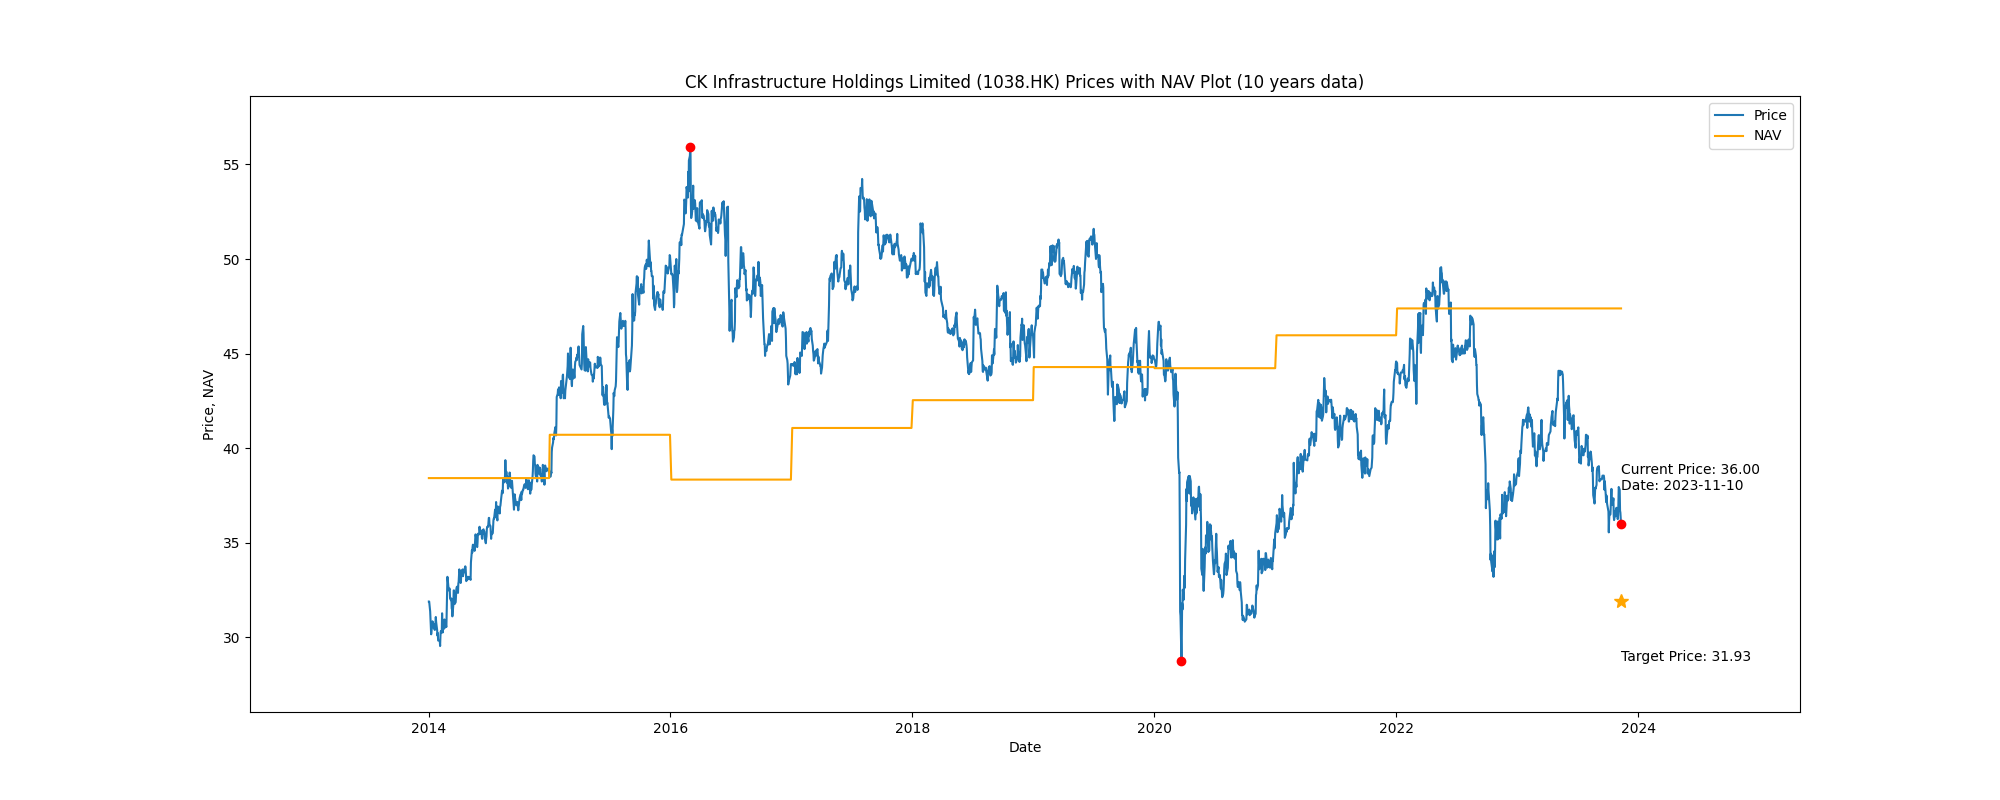 CK Infrastructure Holdings Limited (1038.HK) Prices with NAV Plot (10 years data)
Price
NAV
55
50
45
40
35
30
Price, NAV
Current Price: 36.00
Date: 2023-11-10
Target Price: 31.93
2014
2016
2018
2020
2022
2024
Date